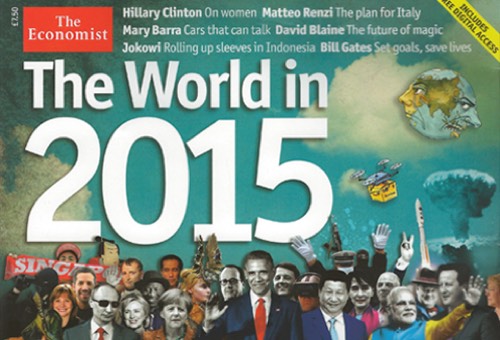 £7.50
The
Economist
Hillary Clinton On women Matteo Renzi The plan for Italy
Mary Barra Cars that can talk David Blaine The future of magic
Jokowi Rolling up sleeves in Indonesia Bill Gates Set goals, save lives
INCLUDES
FREE DIGITAL ACCESS
The World in
2015
SING